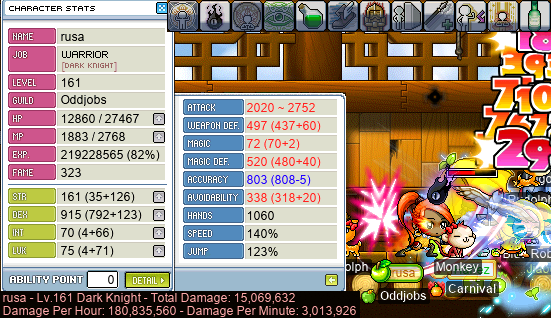 CHARACTER STATS
NAME rusa
JOB WARRIOR
[DARK KNIGHT]
LEVEL 161
GUILD Oddjobs
HP 12860 / 27467
MP 1883 / 2768
EXP. 219228565 (82%)
FAME 323
STR 161 (35+126)
DEX 915 (792+123)
INT 70 (4+66)
LUK 75 (4+71)
ABILITY POINT 0 DETAIL
ATTACK 2020 ~ 2752
WEAPON DEF. 497 (437+60)
MAGIC 72 (70+2)
MAGIC DEF. 520 (480+40)
ACCURACY 803 (808-5)
AVOIDABILITY 338 (318+20)
HANDS 1060
SPEED 140%
JUMP 123%
rusa
Monkey
Oddjobs
Carnival
rusa - Lv.161 Dark Knight - Total Damage: 15,069,632
Damage Per Hour: 180,835,560 - Damage Per Minute: 3,013,926